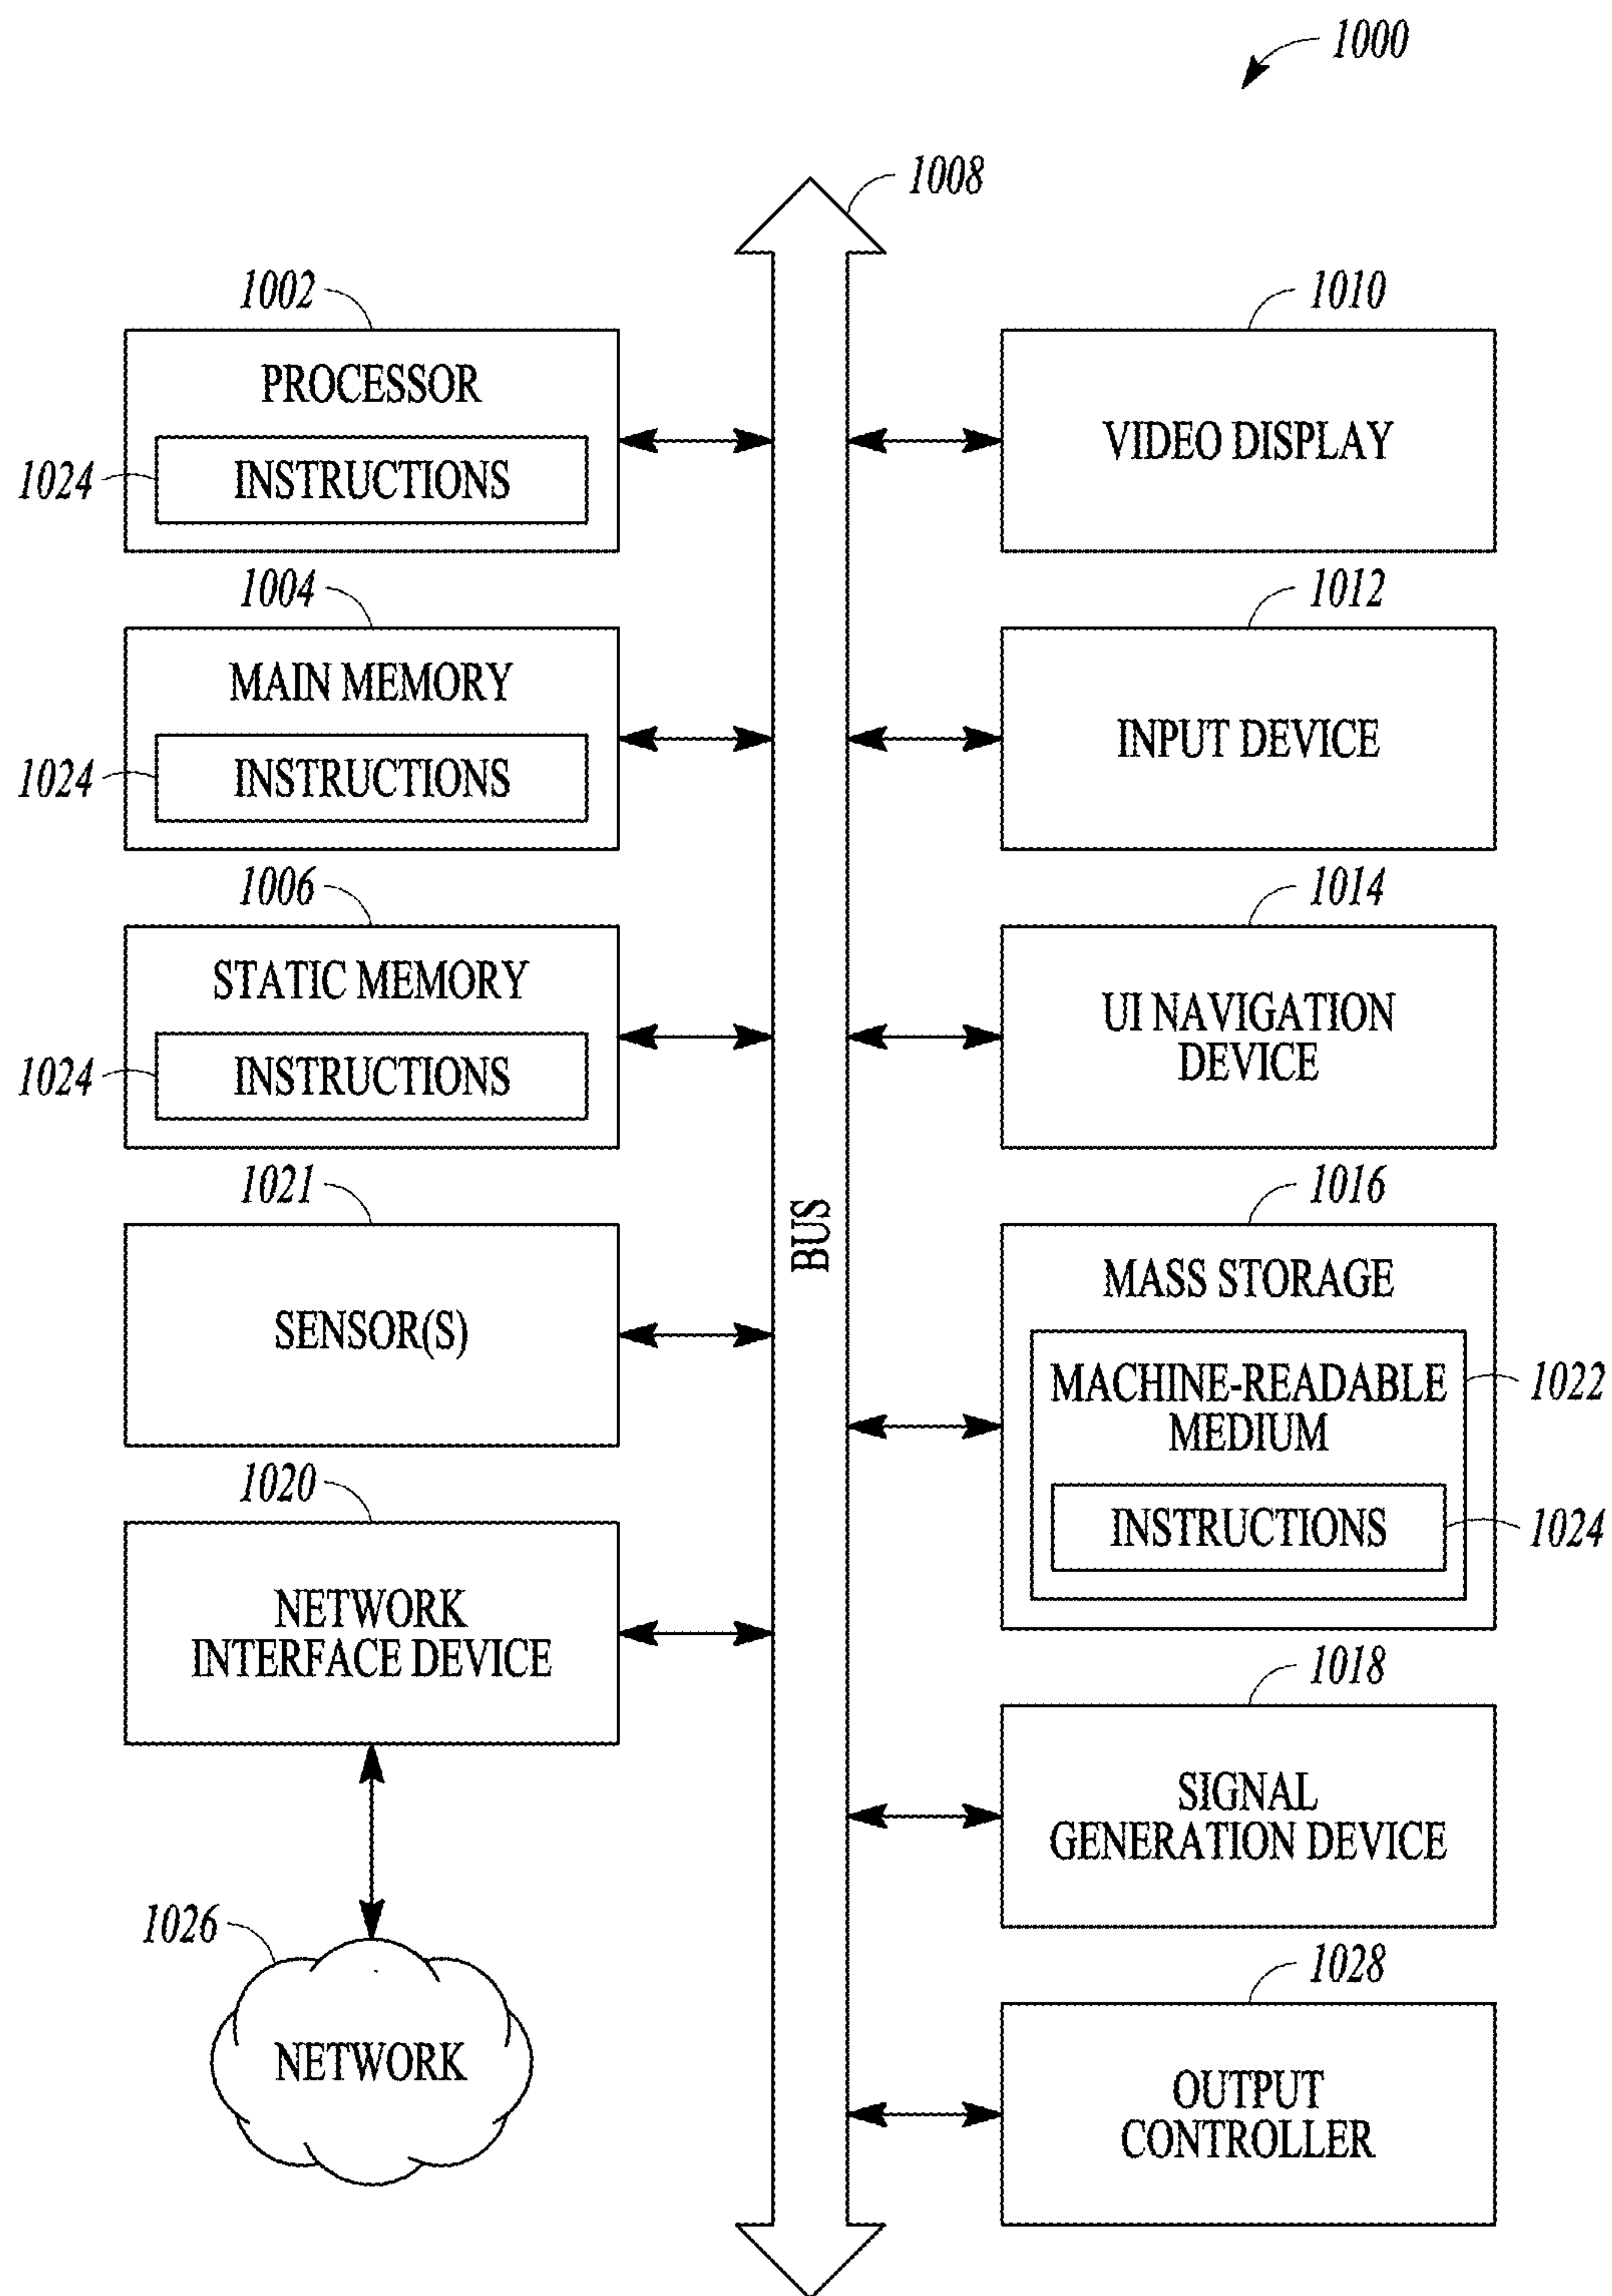 1000
1008
1002
PROCESSOR
1024
INSTRUCTIONS
1004
MAIN MEMORY
1024
INSTRUCTIONS
1006
STATIC MEMORY
1024
INSTRUCTIONS
1021
SENSOR(S)
1020
NETWORK
INTERFACE DEVICE
1026
NETWORK
BUS
1010
VIDEO DISPLAY
1012
INPUT DEVICE
1014
UI NAVIGATION
DEVICE
1016
MASS STORAGE
MACHINE-READABLE
MEDIUM
1022
INSTRUCTIONS
1024
1018
SIGNAL
GENERATION DEVICE
1028
OUTPUT
CONTROLLER